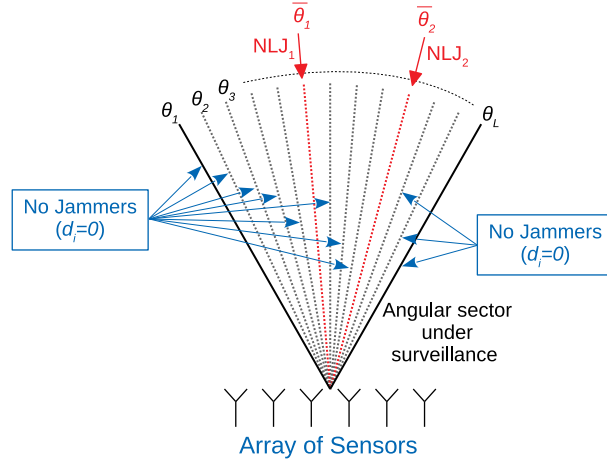 θ̅₁
θ̅₂
NLJ₁
NLJ₂
θ₁
θ₂
θ₃
θ_L
No Jammers
(dᵢ=0)
No Jammers
(dᵢ=0)
Angular sector
under
surveillance
Array of Sensors